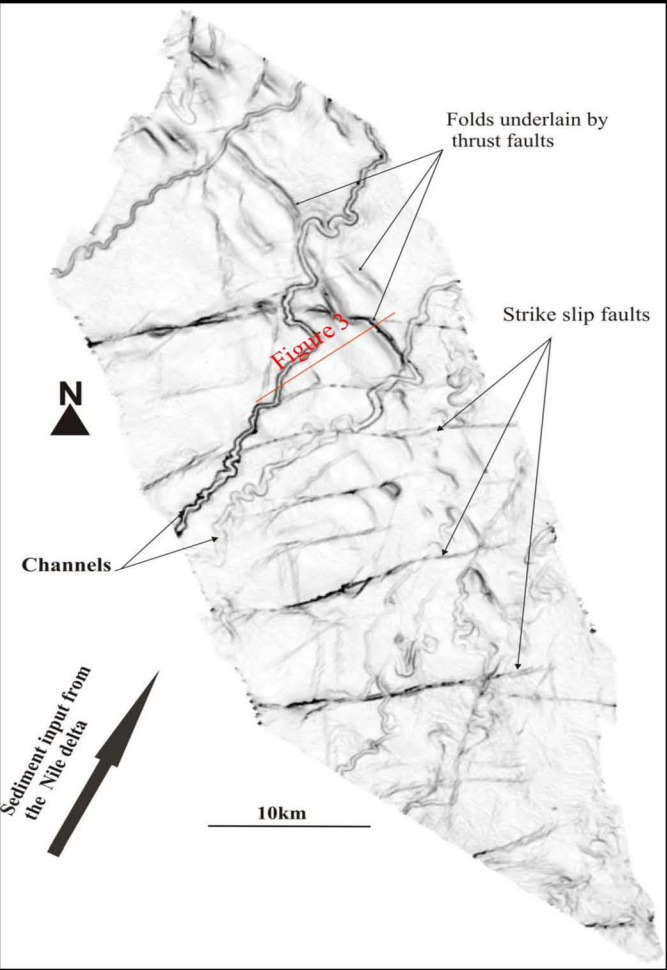 Folds underlain by
thrust faults
Strike slip faults
Figure 3
N
Channels
Sediment input from
the Nile delta
10km